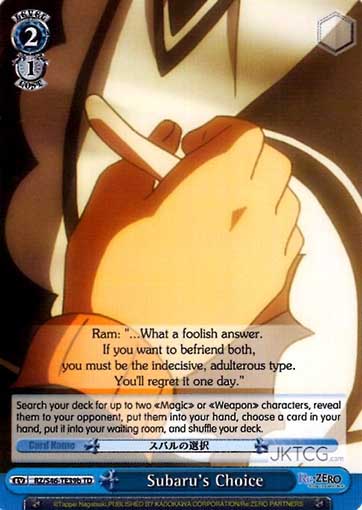 LEVEL
2
1
COST
Ram: "...What a foolish answer.
If you want to befriend both,
you must be the indecisive, adulterous type.
You'll regret it one day."
Search your deck for up to two «Magic» or «Weapon» characters, reveal
them to your opponent, put them into your hand, choose a card in your
hand, put it into your waiting room, and shuffle your deck.
Card Name
スバルの選択
JKTCG.com
EV
Subaru's Choice
Re:ZERO
©Tappei Nagatsuki,PUBLISHED BY KADOKAWA CORPORATION/Re:ZERO PARTNERS